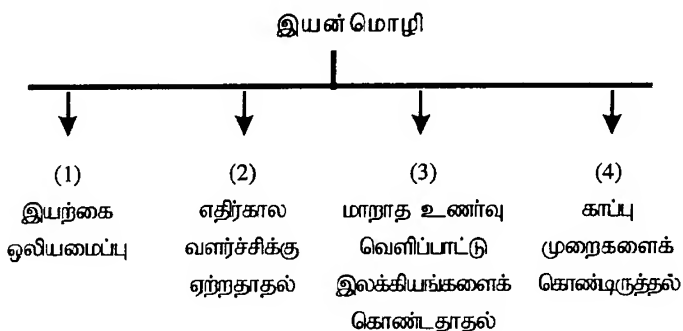 இயன்மொழி
(1) (2) (3) (4)
இயற்கை எதிர்கால மாறாத உணர்வு காப்பு
ஒலியமைப்பு வளர்ச்சிக்கு வெளிப்பாட்டு முறைகளைக்
ஏற்றதாதல் இலக்கியங்களைக் கொண்டிருத்தல்
கொண்டதாதல்